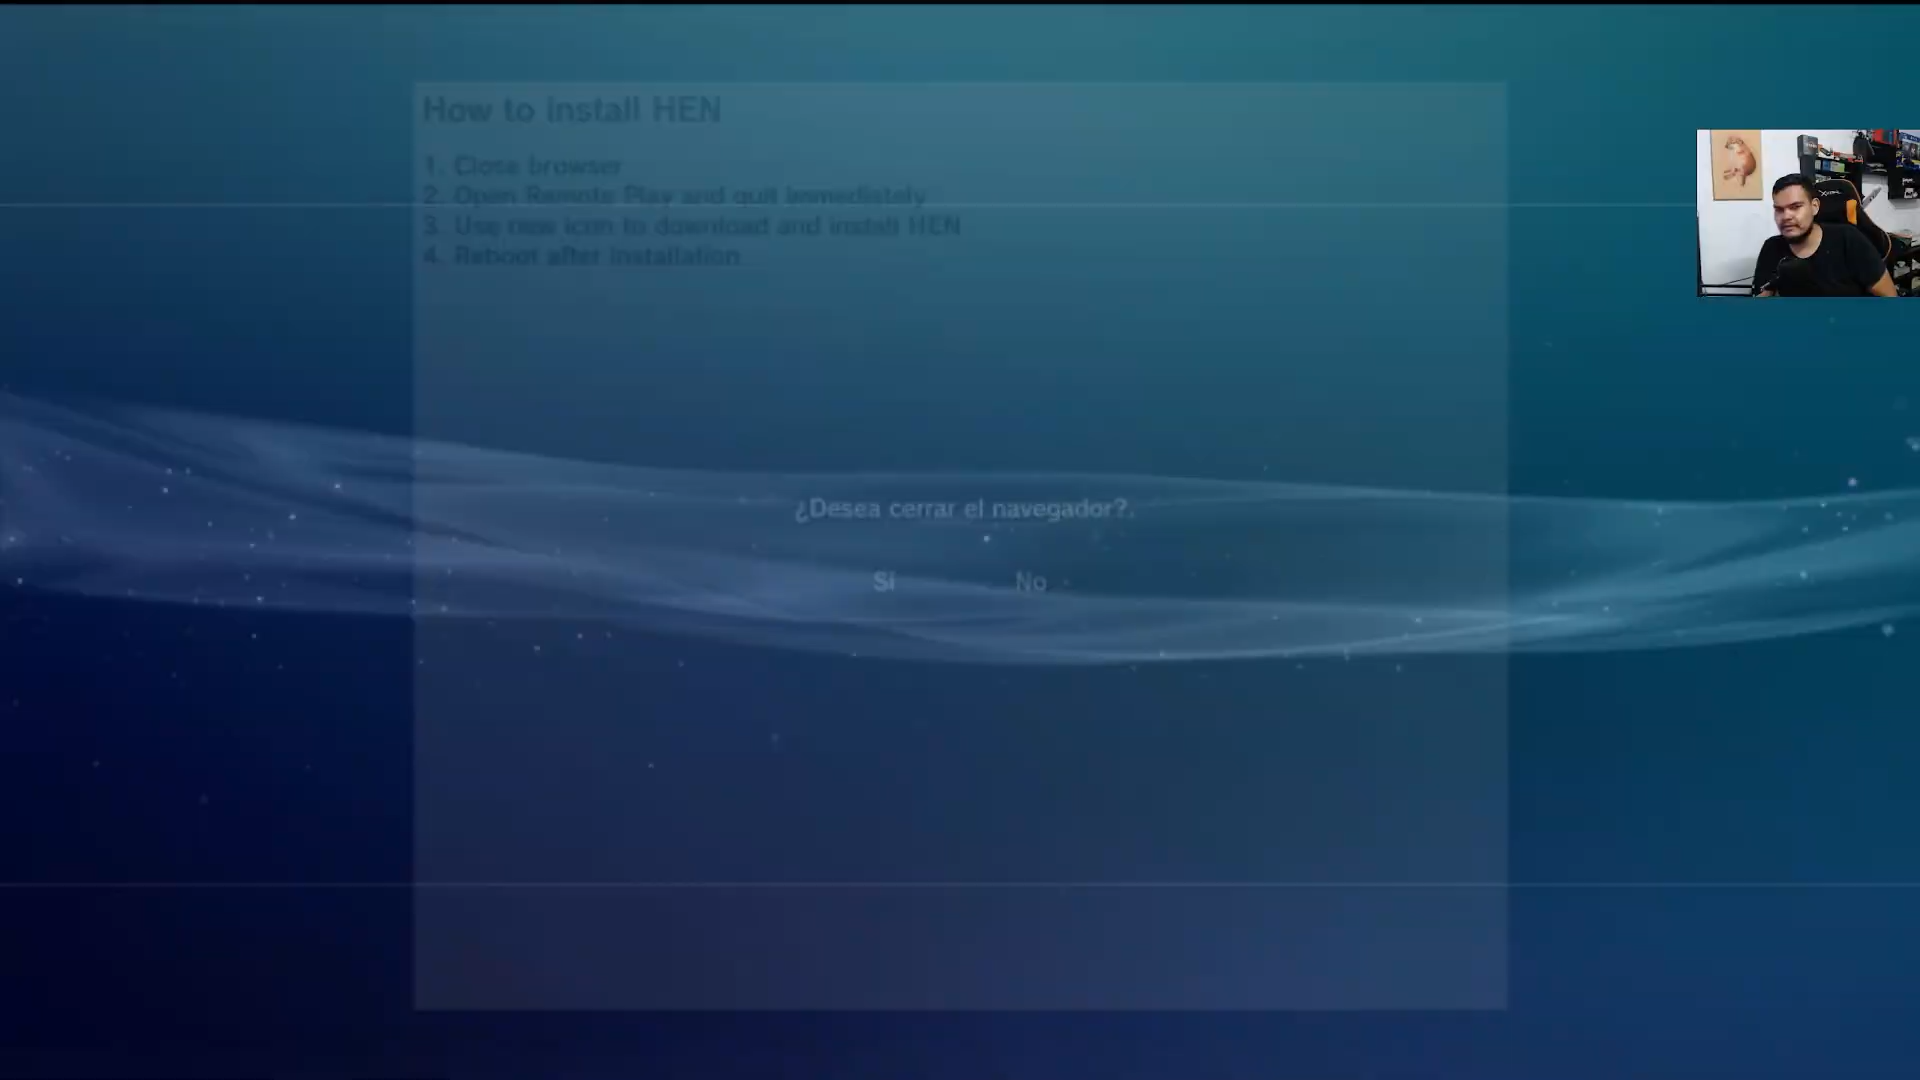 How to install HEN
1. Close browser
2. Open Remote Play and quit immediately
3. Use new icon to download and install HEN
4. Reboot after installation
¿Desea cerrar el navegador?.
Sí No